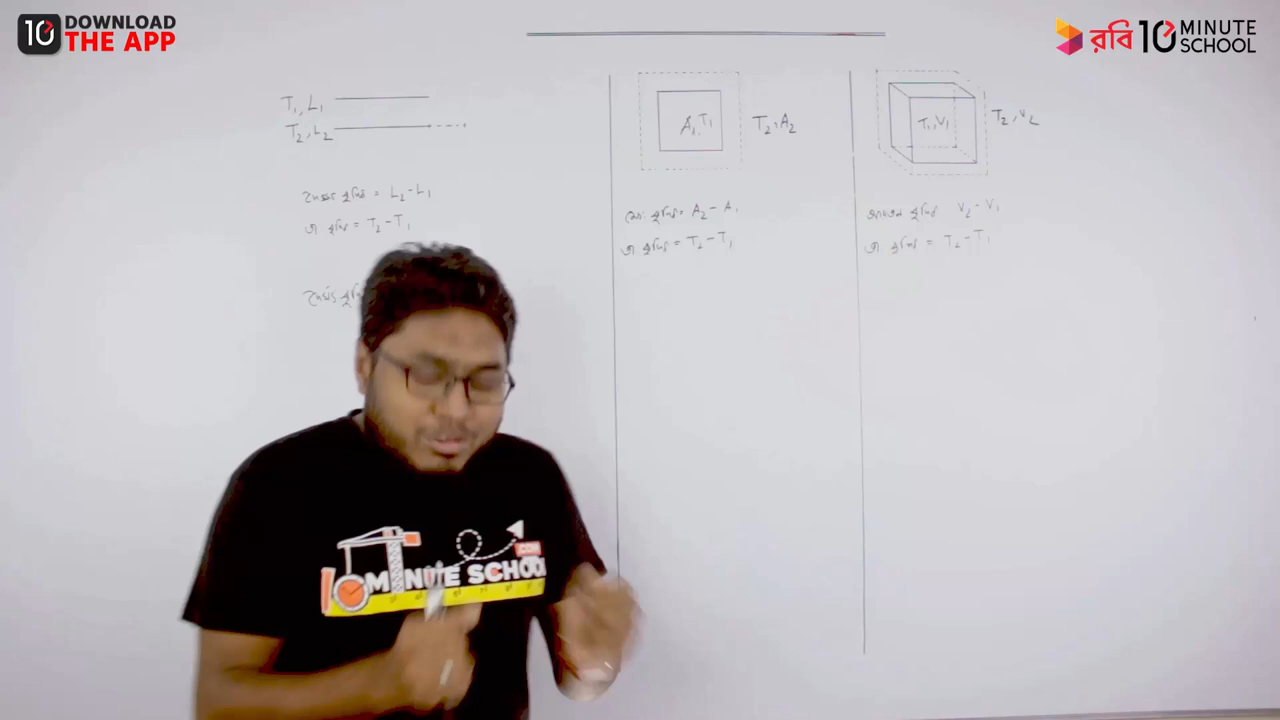 10 DOWNLOAD
THE APP
রবি 10 MINUTE
SCHOOL
T₁, L₁
T₂, L₂
দৈর্ঘ্য বৃদ্ধি = L₂ - L₁
তা বৃদ্ধি = T₂ - T₁
A₁, T₁
T₂, A₂
বৃদ্ধি = A₂ - A₁
তা বৃদ্ধি = T₂ - T₁
T₁, V₁
T₂, V₂
আয়তন বৃদ্ধি V₂ - V₁
তা বৃদ্ধি = T₂ - T₁
MINUTE SCHOOL
.COM